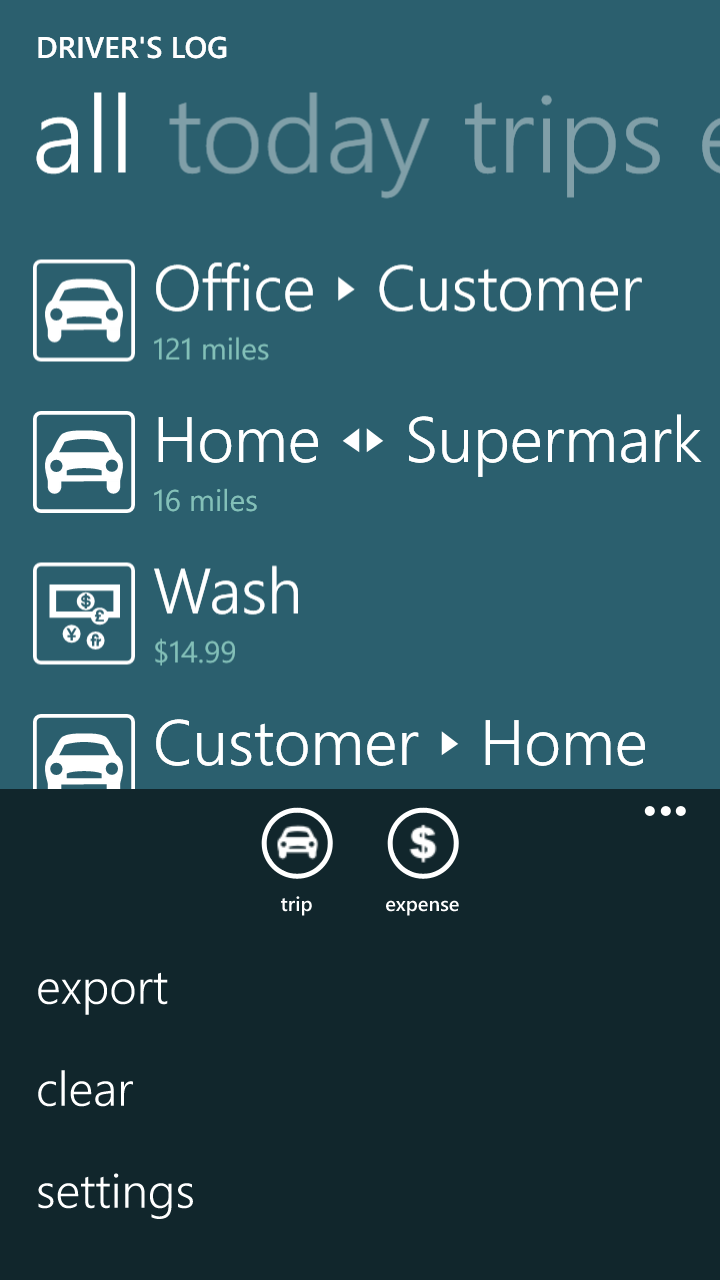 DRIVER'S LOG
all today trips
Office ▸ Customer
121 miles
Home ◂▸ Supermark
16 miles
Wash
$14.99
Customer ▸ Home
trip expense
export
clear
settings